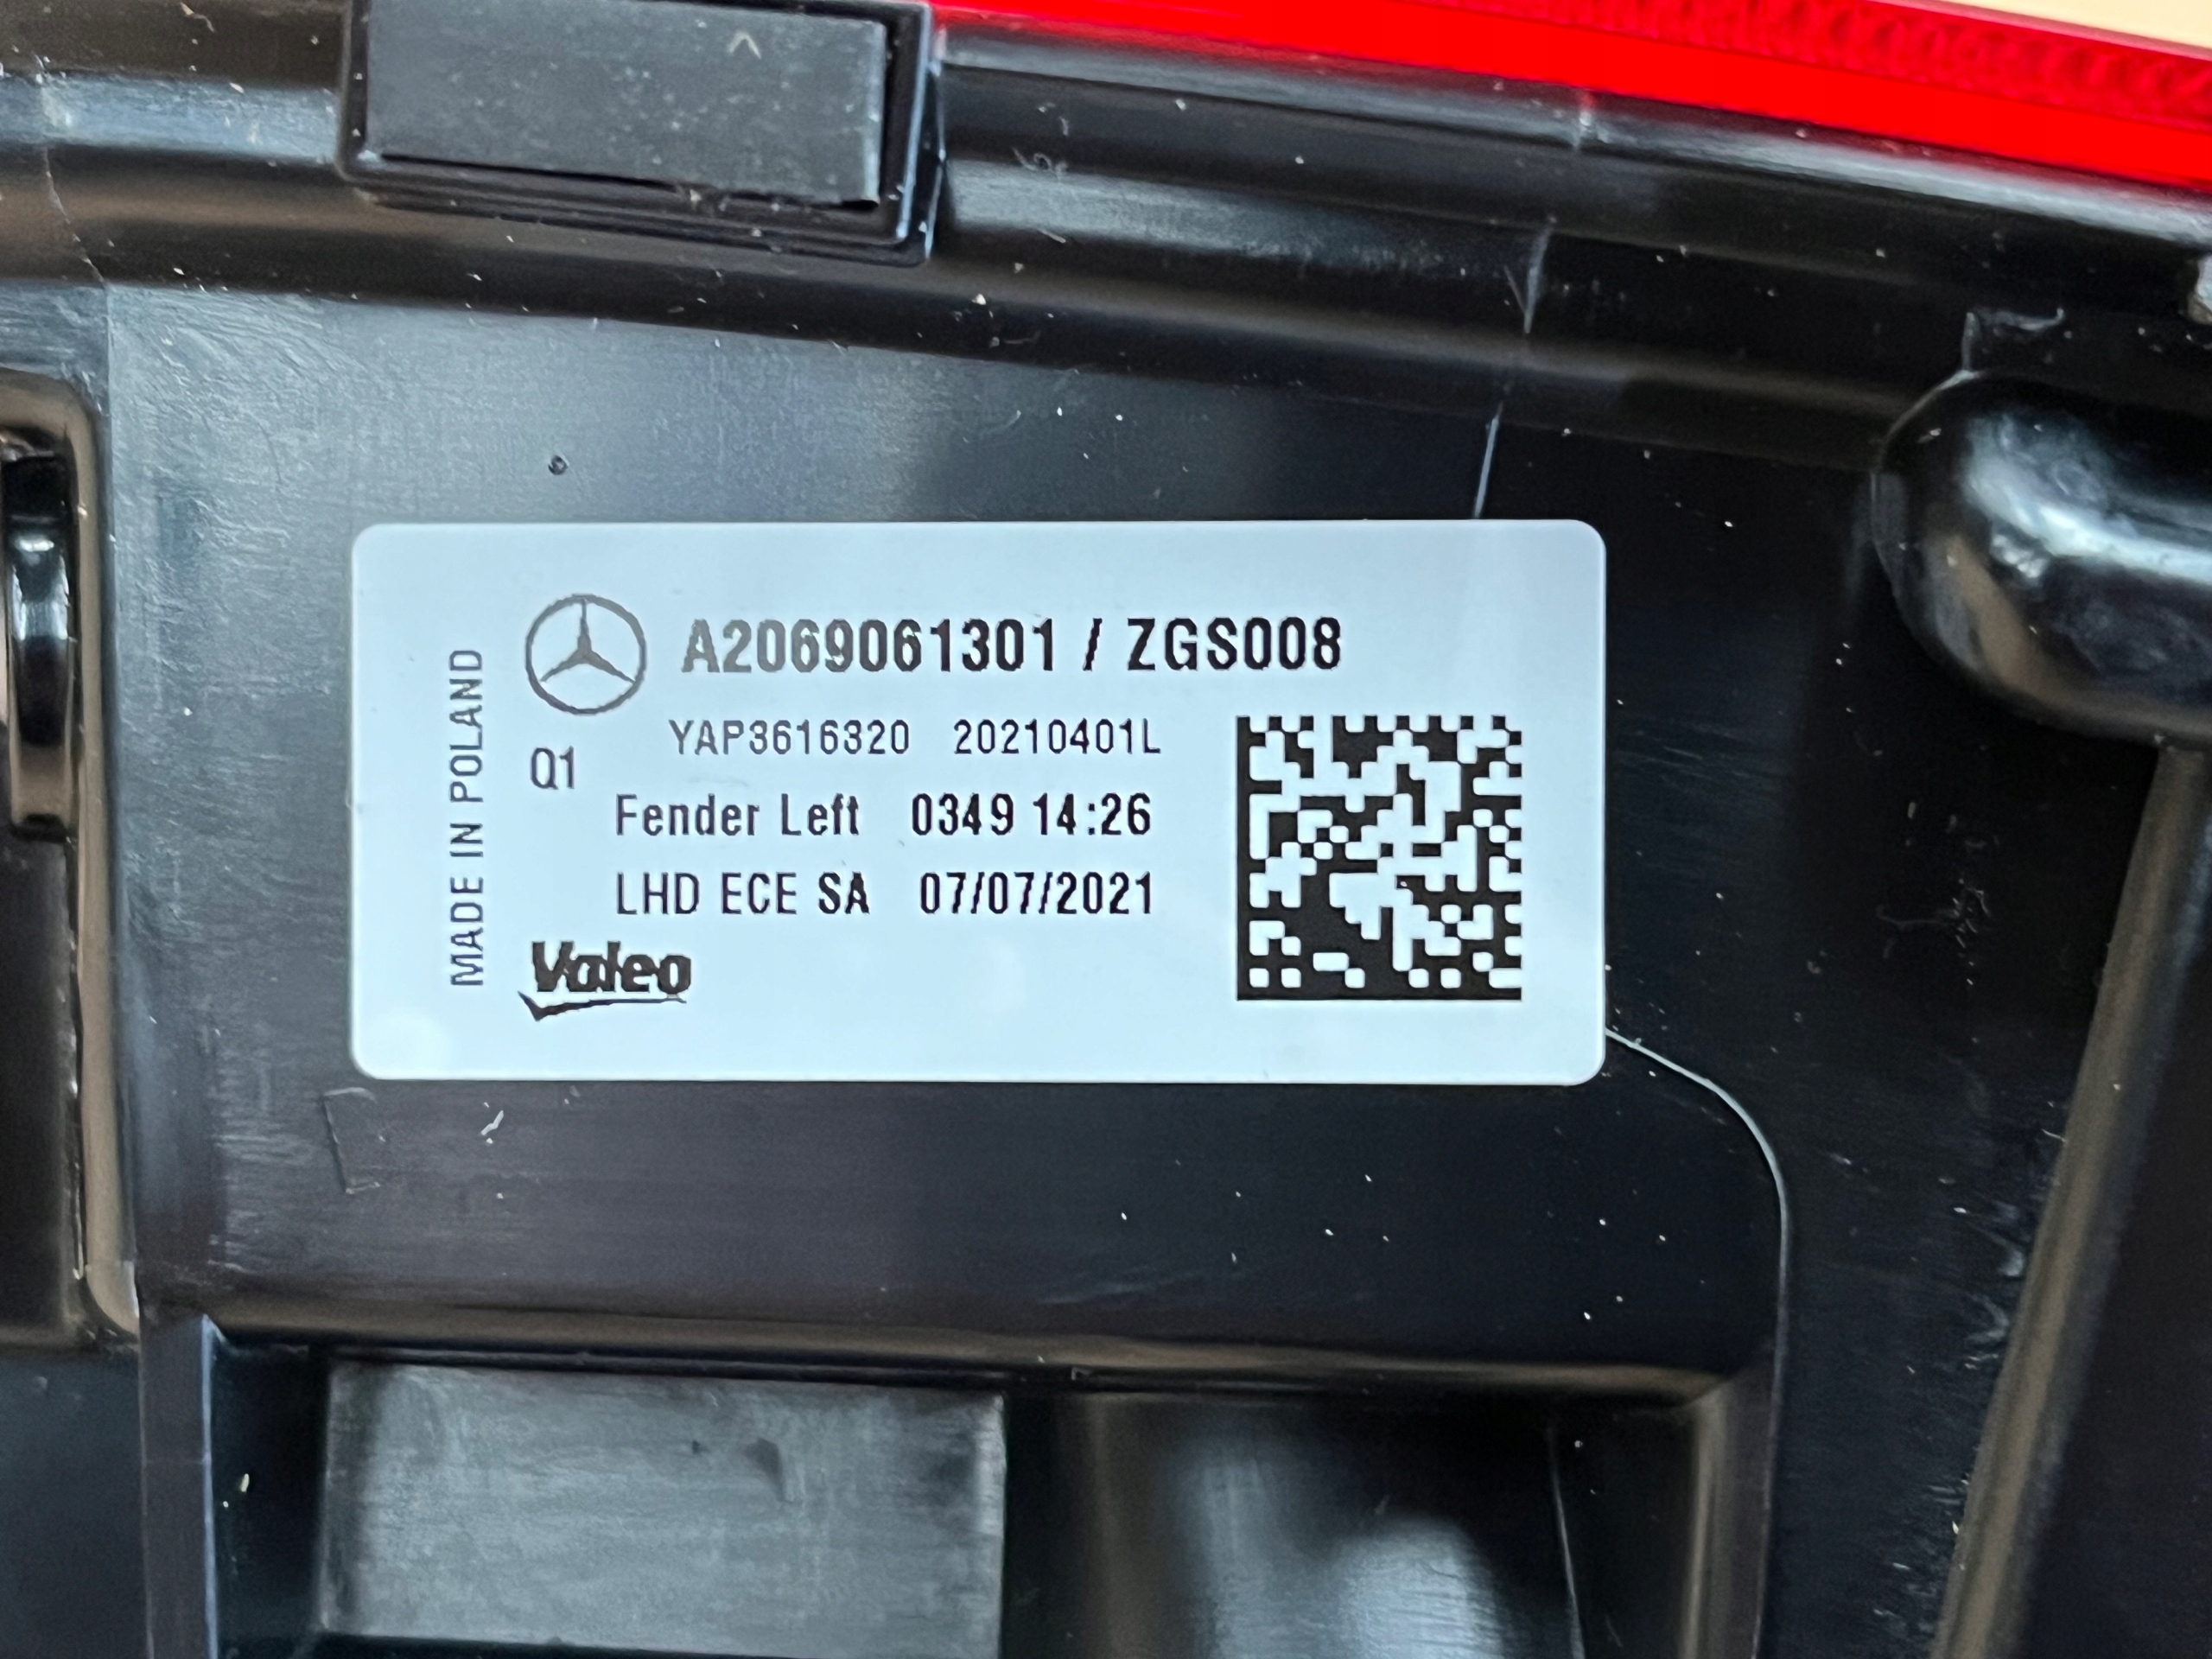 A2069061301 / ZGS008
YAP3616320 20210401L
Q1
Fender Left 0349 14:26
LHD ECE SA 07/07/2021
Valeo
MADE IN POLAND